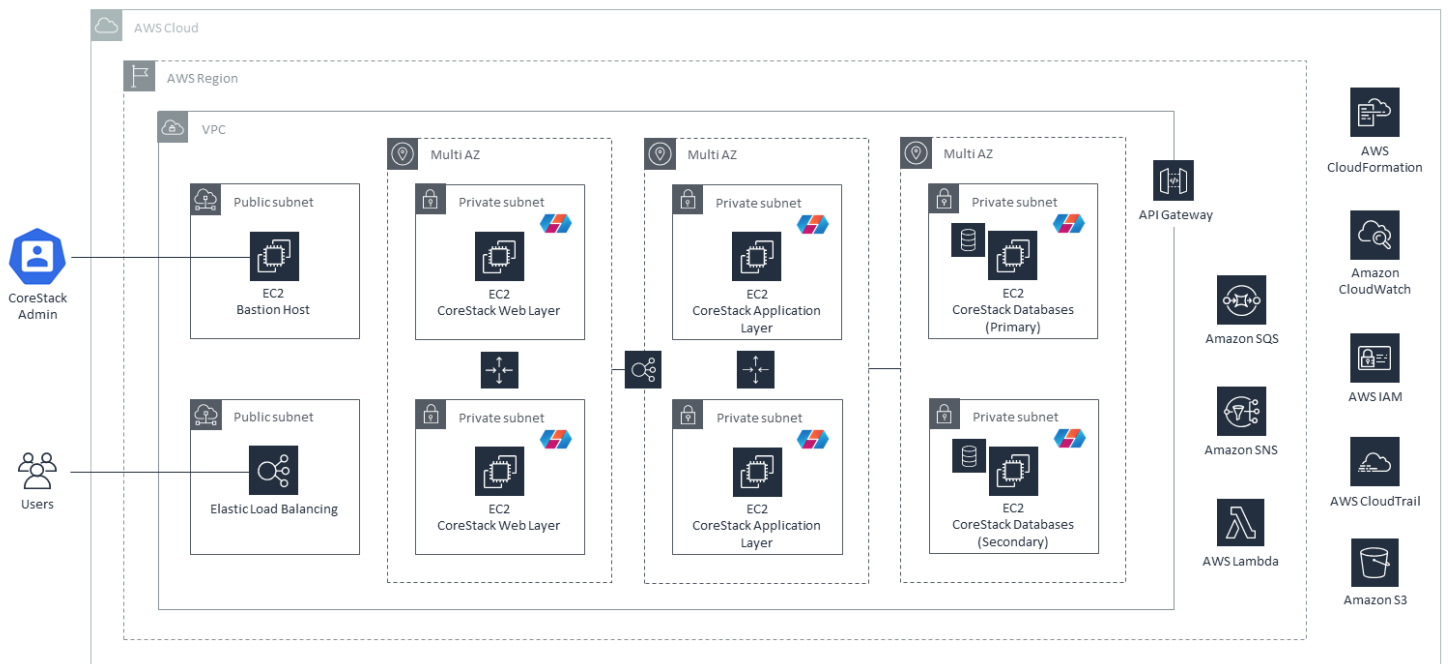 AWS Cloud
AWS Region
VPC
Multi AZ
Multi AZ
Multi AZ
Public subnet
Private subnet
Private subnet
Private subnet
API Gateway
AWS
CloudFormation
Amazon
CloudWatch
CoreStack
Admin
EC2
Bastion Host
EC2
CoreStack Web Layer
EC2
CoreStack Application
Layer
EC2
CoreStack Databases
(Primary)
Amazon SQS
AWS IAM
Public subnet
Private subnet
Private subnet
Private subnet
Amazon SNS
Users
Elastic Load Balancing
EC2
CoreStack Web Layer
EC2
CoreStack Application
Layer
EC2
CoreStack Databases
(Secondary)
AWS CloudTrail
AWS Lambda
Amazon S3